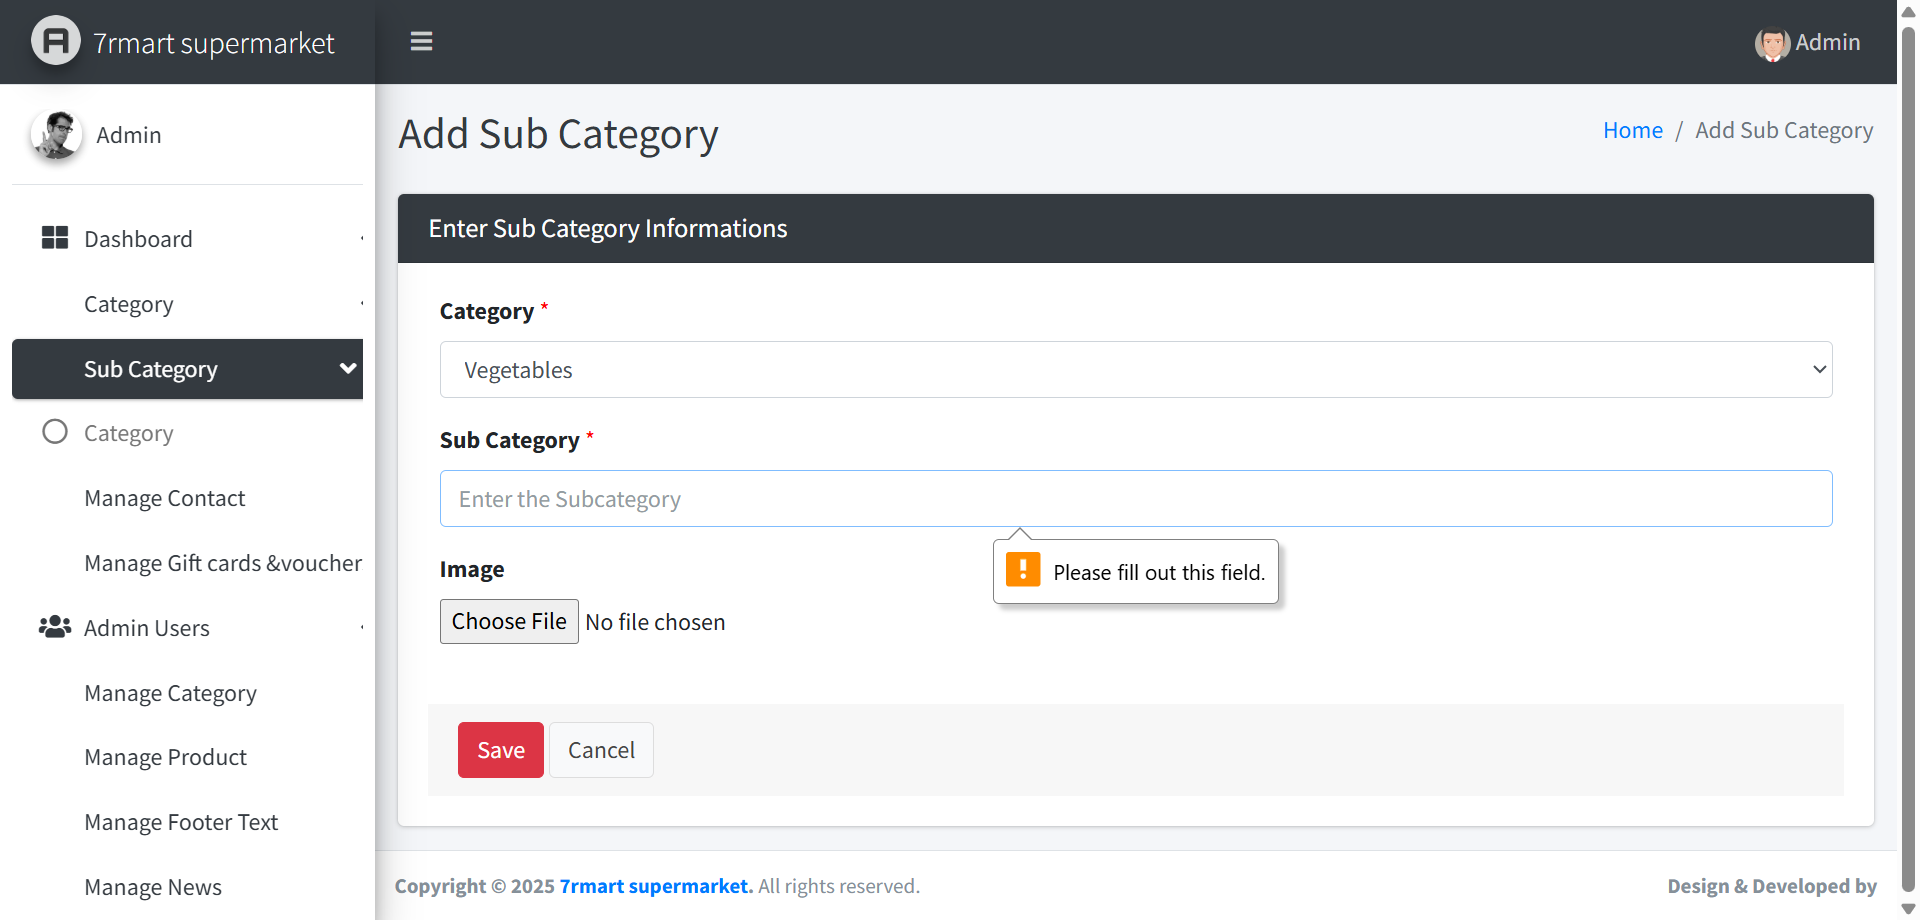 7rmart supermarket
Admin
Admin
Dashboard
Category
Sub Category
Category
Manage Contact
Manage Gift cards &voucher
Admin Users
Manage Category
Manage Product
Manage Footer Text
Manage News
Add Sub Category
Home / Add Sub Category
Enter Sub Category Informations
Category *
Vegetables
Sub Category *
Enter the Subcategory
Please fill out this field.
Image
Choose File No file chosen
Save Cancel
Copyright © 2025 7rmart supermarket. All rights reserved.
Design & Developed by